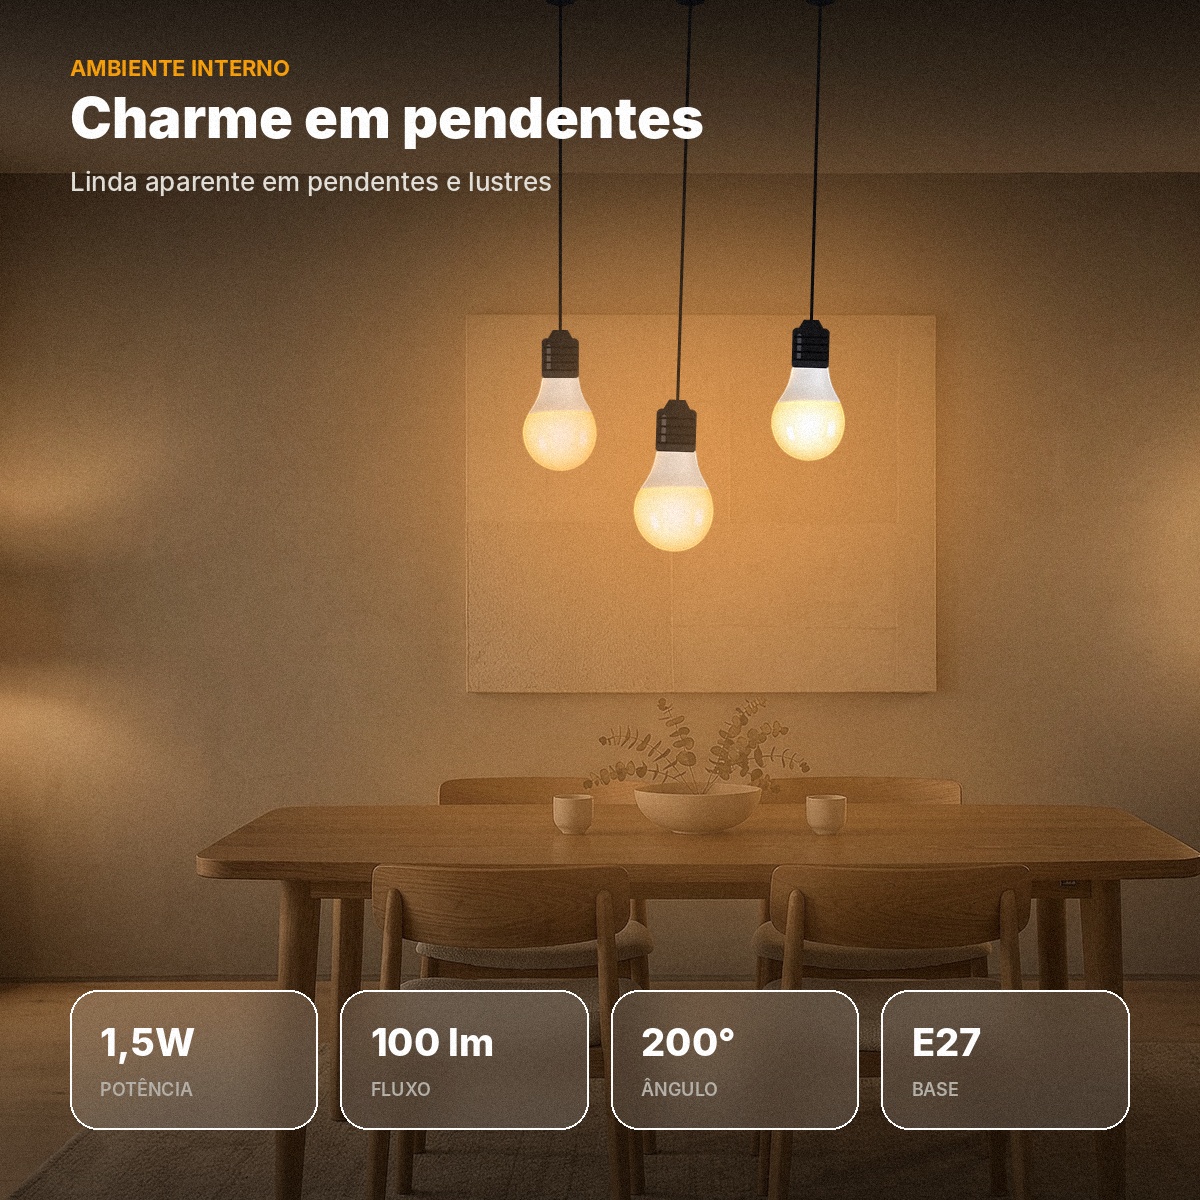 AMBIENTE INTERNO
Charme em pendentes
Linda aparente em pendentes e lustres
1,5W
POTÊNCIA
100 lm
FLUXO
200°
ÂNGULO
E27
BASE